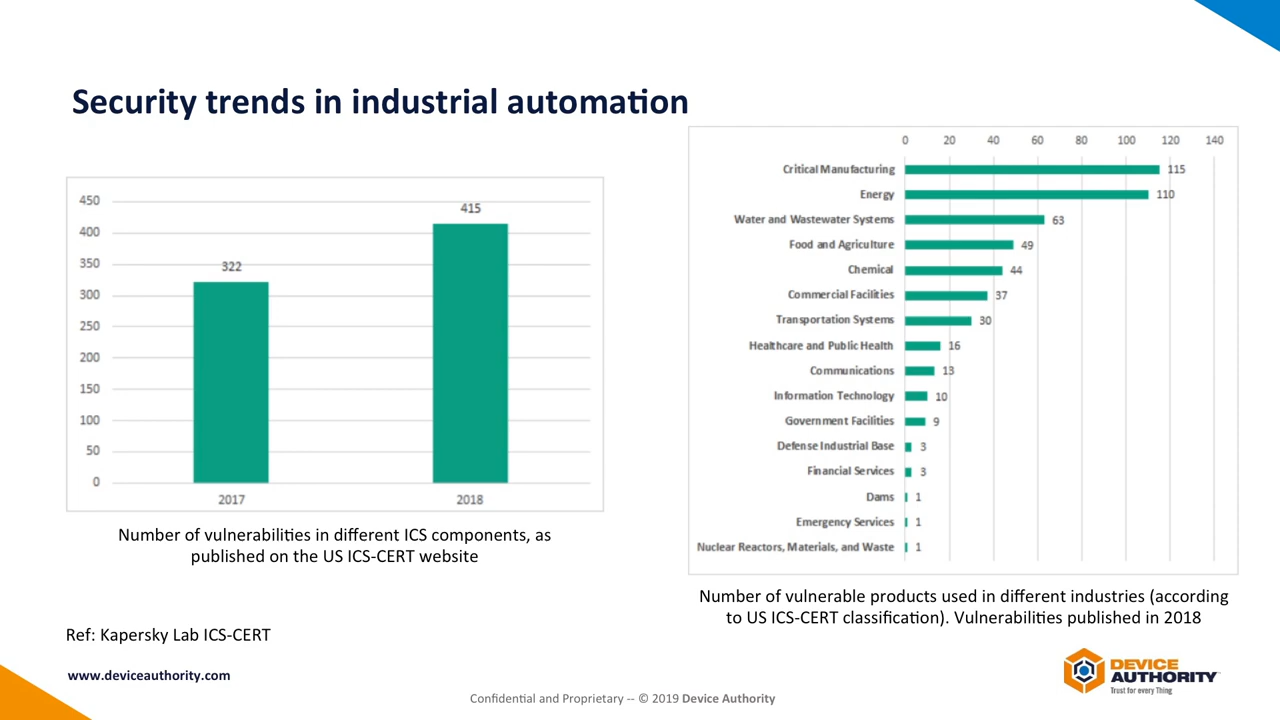 Security trends in industrial automation
450
400
350
300
250
200
150
100
50
0
322
415
2017
2018
Number of vulnerabilities in different ICS components, as
published on the US ICS-CERT website
0 20 40 60 80 100 120 140
Critical Manufacturing 115
Energy 110
Water and Wastewater Systems 63
Food and Agriculture 49
Chemical 44
Commercial Facilities 37
Transportation Systems 30
Healthcare and Public Health 16
Communications 13
Information Technology 10
Government Facilities 9
Defense Industrial Base 3
Financial Services 3
Dams 1
Emergency Services 1
Nuclear Reactors, Materials, and Waste 1
Number of vulnerable products used in different industries (according
to US ICS-CERT classification). Vulnerabilities published in 2018
Ref: Kapersky Lab ICS-CERT
www.deviceauthority.com
Confidential and Proprietary -- © 2019 Device Authority
DEVICE
AUTHORITY™
Trust for every Thing